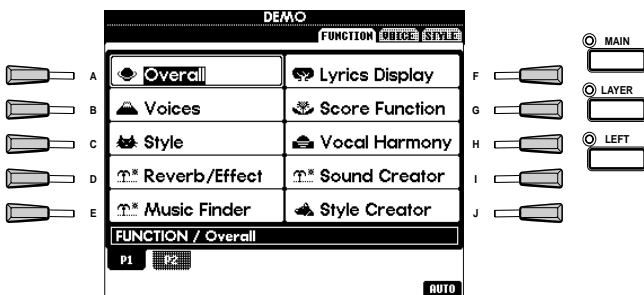 DEMO
FUNCTION VOICE STYLE
MAIN
A Overall Lyrics Display F
LAYER
B Voices Score Function G
C Style Vocal Harmony H
LEFT
D Reverb/Effect Sound Creator I
E Music Finder Style Creator J
FUNCTION / Overall
P1 P2
AUTO